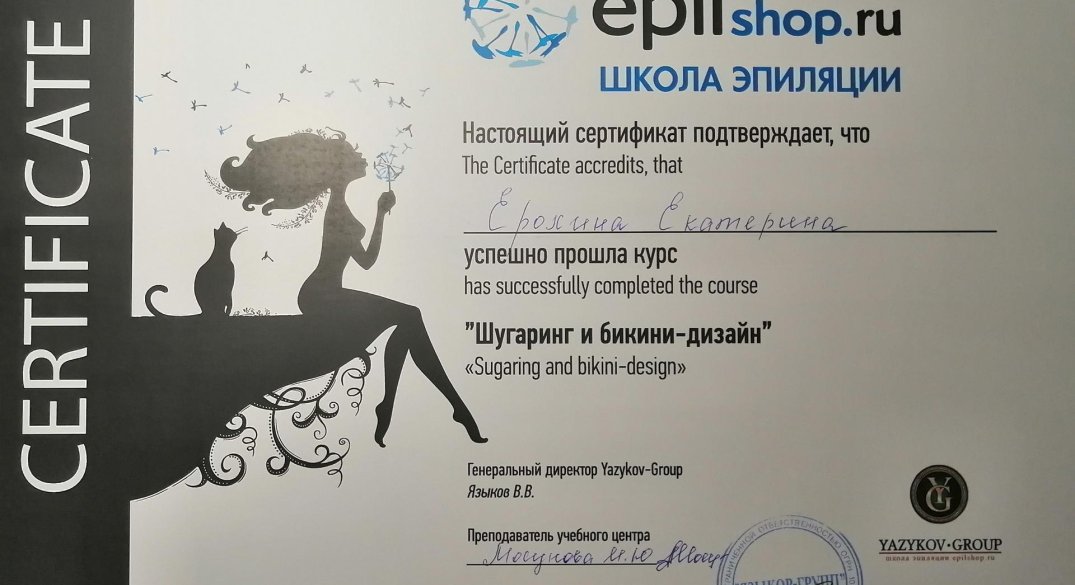 CERTIFICATE
epilshop.ru
ШКОЛА ЭПИЛЯЦИИ
Настоящий сертификат подтверждает, что
The Certificate accredits, that
Ерохина Екатерина
успешно прошла курс
has successfully completed the course
"Шугаринг и бикини-дизайн"
«Sugaring and bikini-design»
Генеральный директор Yazykov-Group
Языков В.В.
Преподаватель учебного центра
YG
YAZYKOV·GROUP
школа эпиляции epilshop.ru